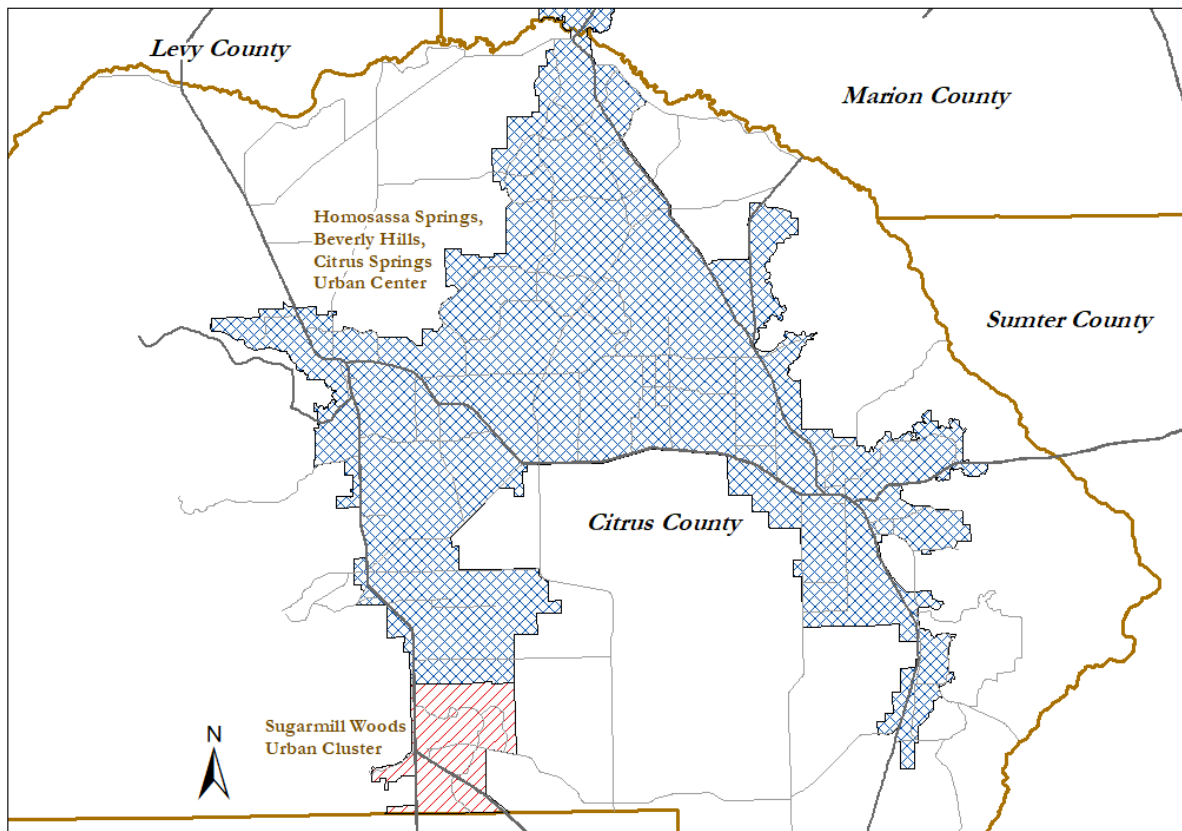 Levy County
Marion County
Homosassa Springs,
Beverly Hills,
Citrus Springs
Urban Center
Sumter County
Citrus County
Sugarmill Woods
Urban Cluster
N